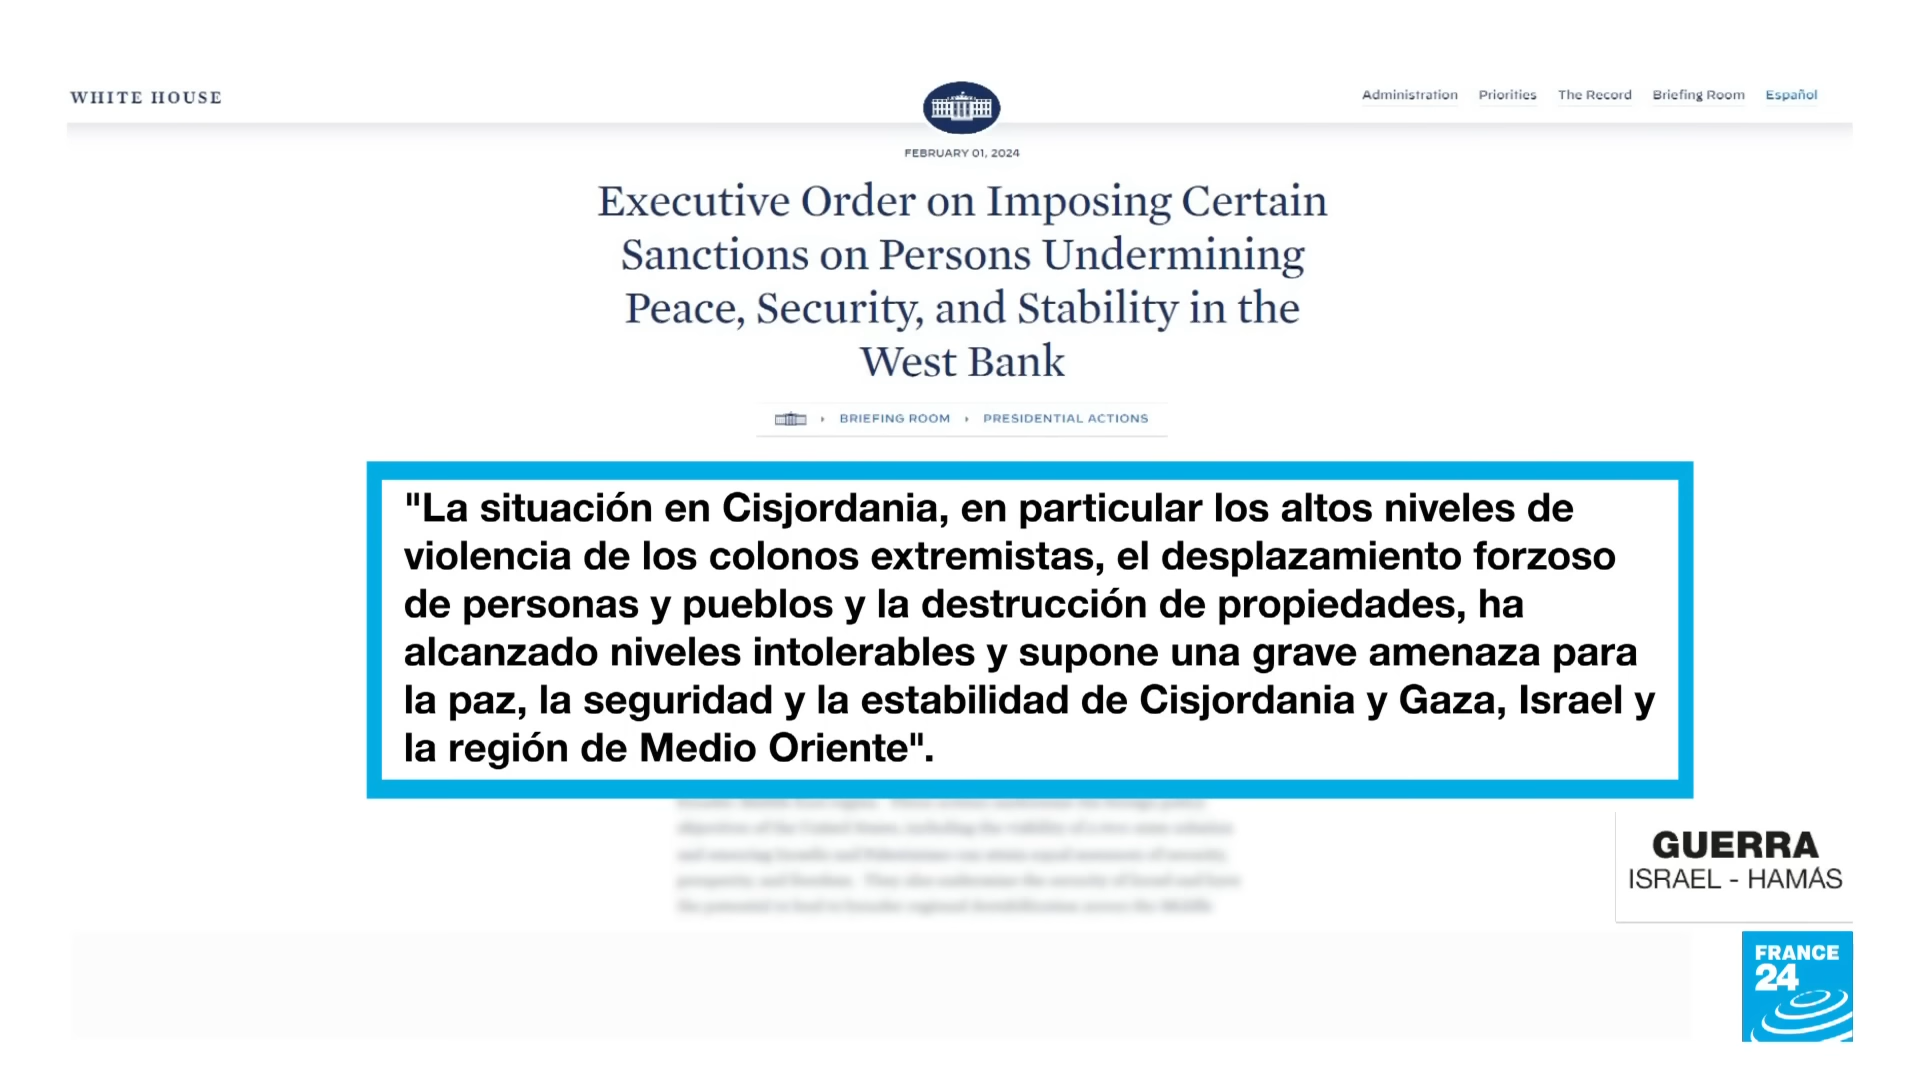 WHITE HOUSE
Administration Priorities The Record Briefing Room Español
FEBRUARY 01, 2024
Executive Order on Imposing Certain
Sanctions on Persons Undermining
Peace, Security, and Stability in the
West Bank
BRIEFING ROOM PRESIDENTIAL ACTIONS
"La situación en Cisjordania, en particular los altos niveles de
violencia de los colonos extremistas, el desplazamiento forzoso
de personas y pueblos y la destrucción de propiedades, ha
alcanzado niveles intolerables y supone una grave amenaza para
la paz, la seguridad y la estabilidad de Cisjordania y Gaza, Israel y
la región de Medio Oriente".
GUERRA
ISRAEL - HAMÁS
FRANCE
24